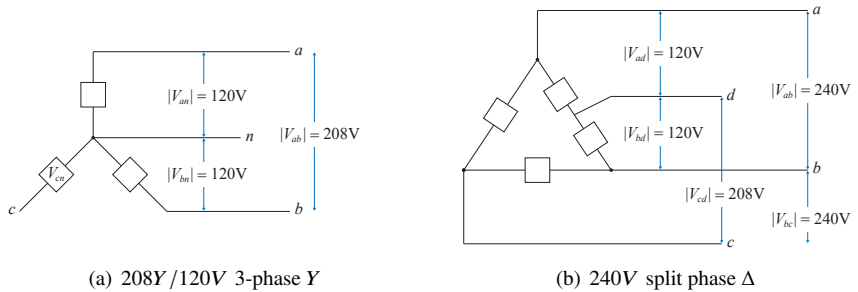 a
|V_an| = 120V
n
|V_ab| = 208V
|V_bn| = 120V
V_cn
c
b
(a) 208Y/120V 3-phase Y
a
|V_ad| = 120V
d
|V_ab| = 240V
|V_bd| = 120V
b
|V_cd| = 208V
|V_bc| = 240V
c
(b) 240V split phase Δ